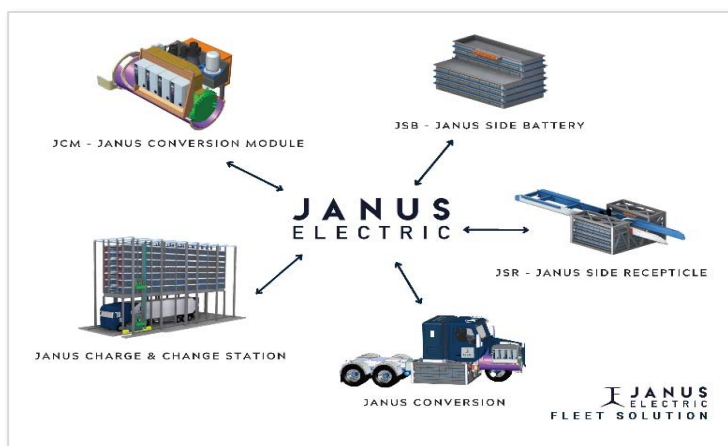 JCM - JANUS CONVERSION MODULE
JSB - JANUS SIDE BATTERY
JANUS
ELECTRIC
JSR - JANUS SIDE RECEPTICLE
JANUS CHARGE & CHANGE STATION
JANUS CONVERSION
JANUS
ELECTRIC
FLEET SOLUTION